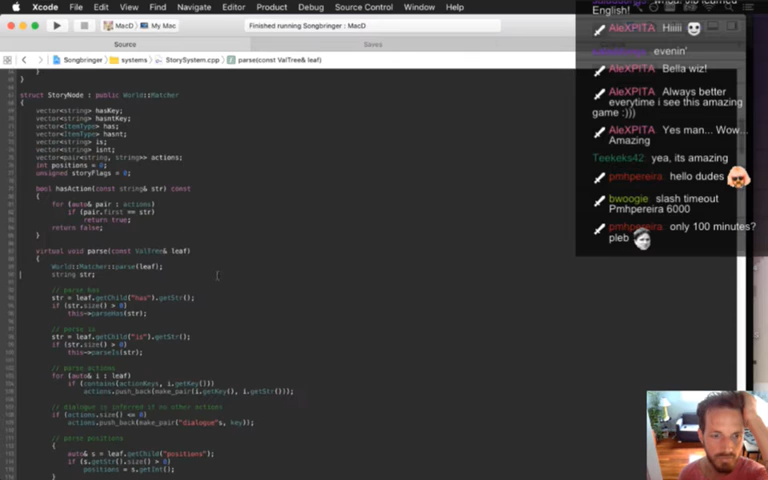 Xcode File Edit View Find Navigate Editor Product Debug Source Control Window Help
MacD My Mac
Finished running Songbringer : MacD
Source
Saves
Songbringer systems StorySystem.cpp parse(const ValTree& leaf)
struct StoryNode : public World::Matcher
{
vector<string> hasKey;
vector<string> hasntKey;
vector<ItemType> has;
vector<ItemType> hasnt;
vector<string> is;
vector<string> isnt;
vector<pair<string, string>> actions;
int positions = 0;
unsigned storyFlags = 0;
bool hasAction(const string& str) const
{
for (auto& pair : actions)
if (pair.first == str)
return true;
return false;
}
virtual void parse(const ValTree& leaf)
{
World::Matcher::parse(leaf);
string str;
// parse has
str = leaf.getChild("has").getStr();
if (str.size() > 0)
this->parseHas(str);
// parse is
str = leaf.getChild("is").getStr();
if (str.size() > 0)
this->parseIs(str);
// parse actions
for (auto& i : leaf)
if (contains(actionKeys, i.getKey()))
actions.push_back(make_pair(i.getKey(), i.getStr()));
// dialogue is inferred if no other actions
if (actions.size() <= 0)
actions.push_back(make_pair("dialogue"s, key));
// parse positions
{
auto& s = leaf.getChild("positions");
if (s.getStr().size() > 0)
positions = s.getInt();
}
English!
AleXPITA Hiiiii
evenin'
AleXPITA Bella wiz!
AleXPITA Always better
everytime i see this amazing
game :)))
AleXPITA Yes man... Wow...
Amazing
Teekeks42 yea, its amazing
pmhpereira hello dudes
bwoogie slash timeout
Pmhpereira 6000
pmhpereira only 100 minutes?
pleb